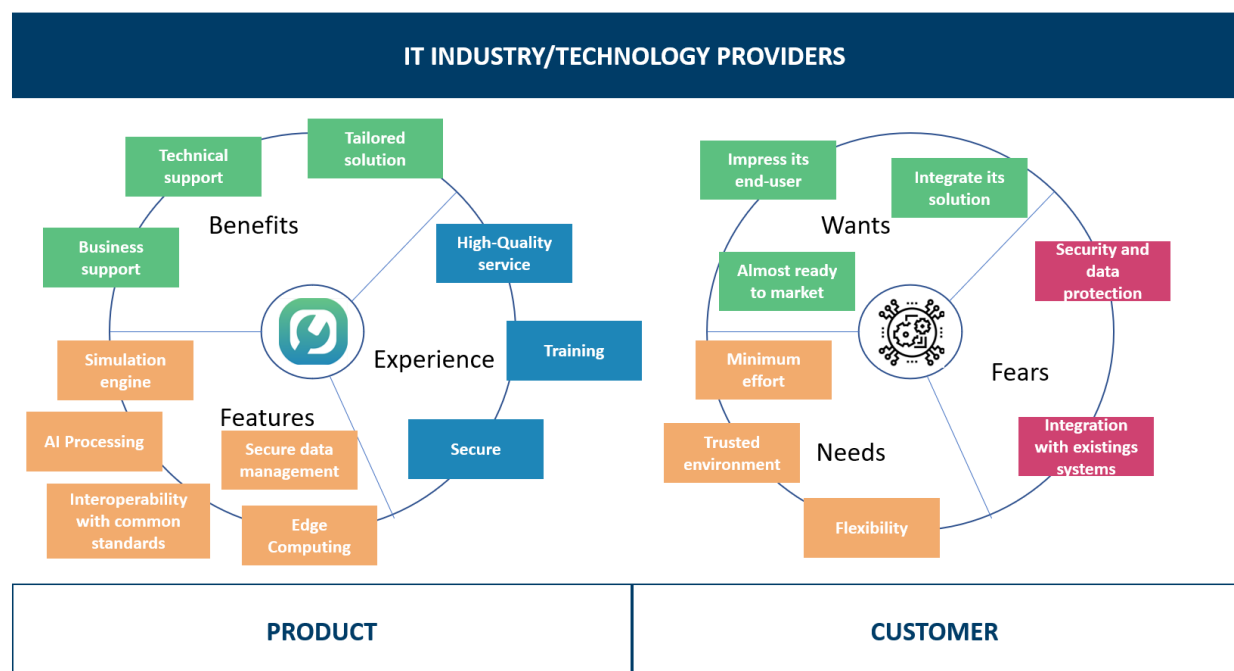 IT INDUSTRY/TECHNOLOGY PROVIDERS
Tailored
solution
Technical
support
Benefits
Business
support
High-Quality
service
Experience
Training
Secure
Simulation
engine
Features
AI Processing
Secure data
management
Interoperability
with common
standards
Edge
Computing
Impress its
end-user
Integrate its
solution
Wants
Almost ready
to market
Security and
data
protection
Fears
Integration
with existings
systems
Minimum
effort
Trusted
environment
Needs
Flexibility
PRODUCT
CUSTOMER